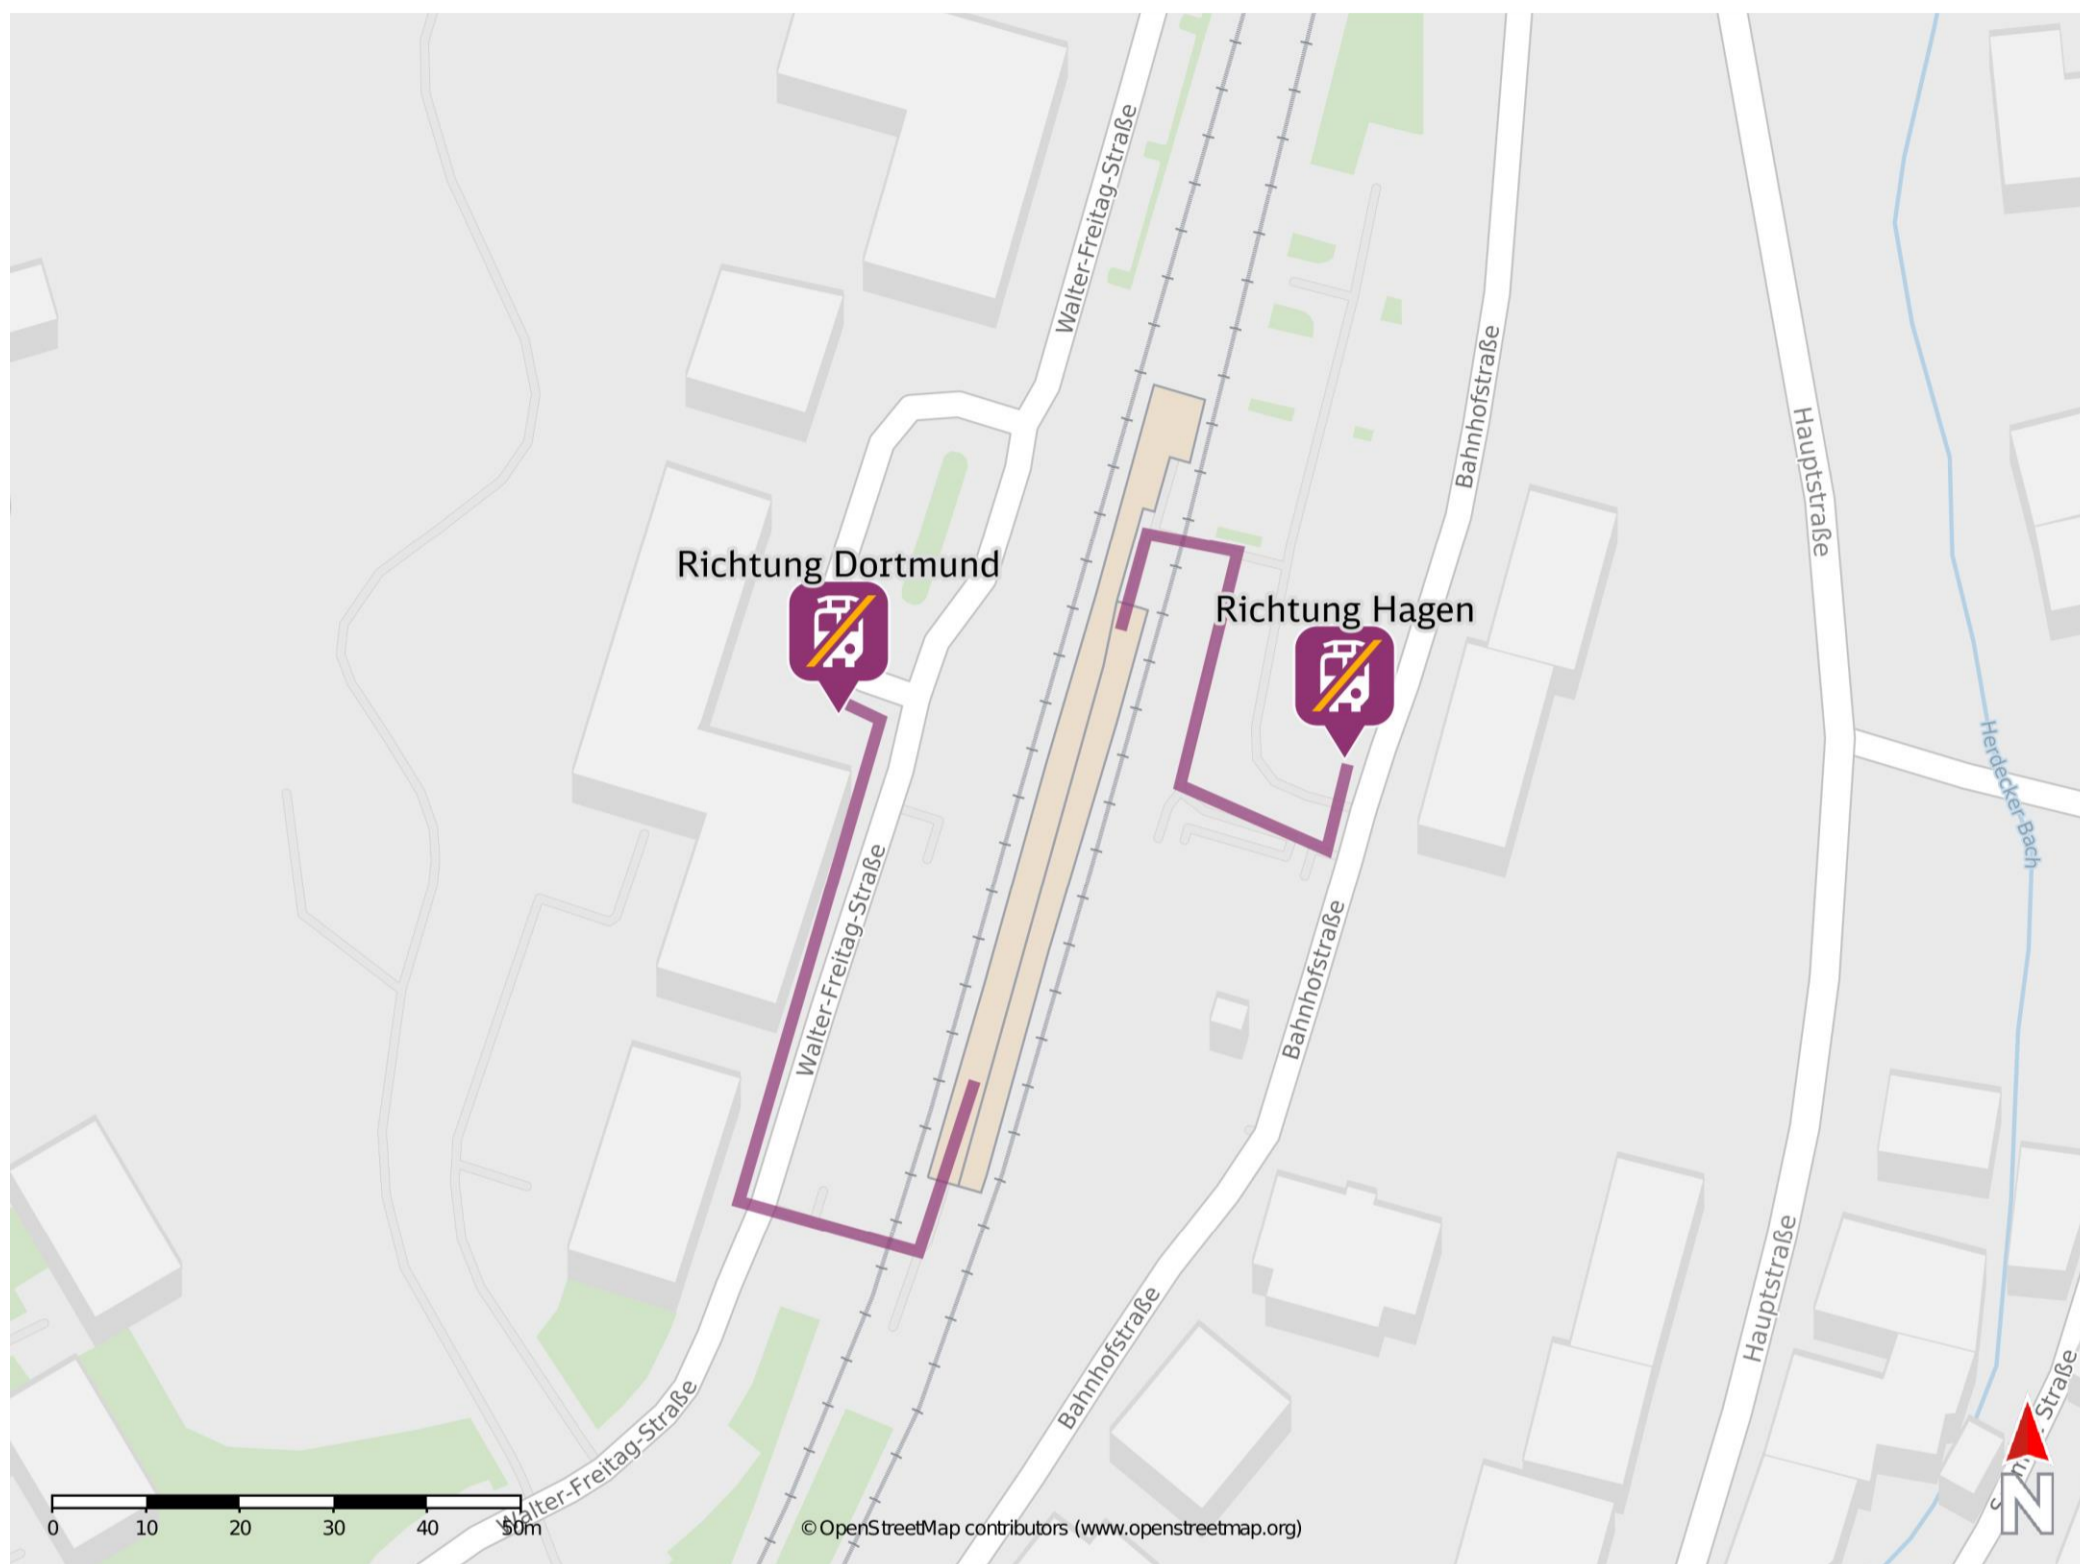 Walter-Freitag-Straße
Bahnhofstraße
Hauptstraße
Richtung Dortmund
Richtung Hagen
Herdecker-Bach
Walter-Freitag-Straße
Bahnhofstraße
Hauptstraße
Bahnhofstraße
Walter-Freitag-Straße
Straße
N
0 10 20 30 40 50m
© OpenStreetMap contributors (www.openstreetmap.org)